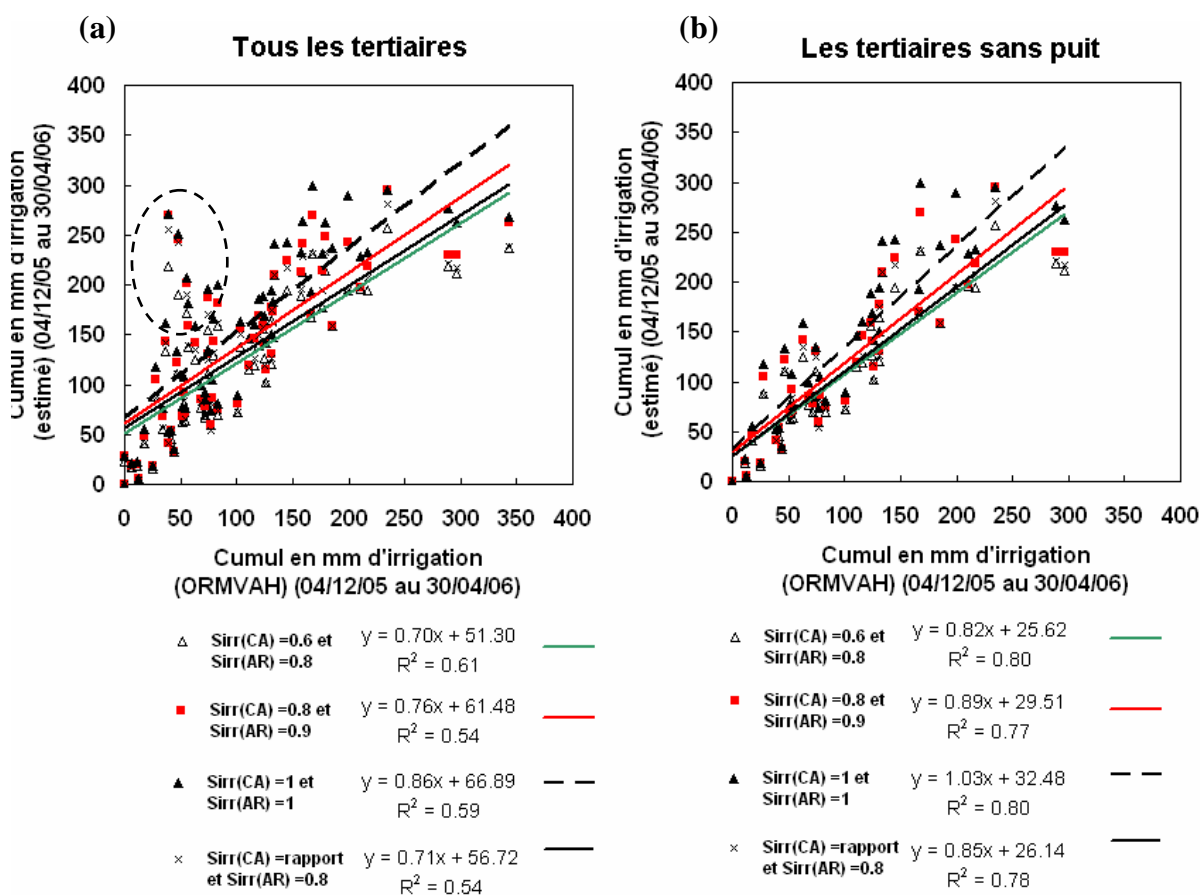 (a)
Tous les tertiaires
400
350
300
250
200
150
100
50
0
Cumul en mm d'irrigation
(estimé) (04/12/05 au 30/04/06)
0 50 100 150 200 250 300 350 400
Cumul en mm d'irrigation
(ORMVAH) (04/12/05 au 30/04/06)
Sirr(CA) =0.6 et
Sirr(AR) =0.8
y = 0.70x + 51.30
R² = 0.61
Sirr(CA) =0.8 et
Sirr(AR) =0.9
y = 0.76x + 61.48
R² = 0.54
Sirr(CA) =1 et
Sirr(AR) =1
y = 0.86x + 66.89
R² = 0.59
Sirr(CA) =rapport
et Sirr(AR) =0.8
y = 0.71x + 56.72
R² = 0.54
(b)
Les tertiaires sans puit
400
350
300
250
200
150
100
50
0
Cumul en mm d'irrigation
(estimé) (04/12/05 au 30/04/06)
0 50 100 150 200 250 300 350 400
Cumul en mm d'irrigation
(ORMVAH) (04/12/05 au 30/04/06)
Sirr(CA) =0.6 et
Sirr(AR) =0.8
y = 0.82x + 25.62
R² = 0.80
Sirr(CA) =0.8 et
Sirr(AR) =0.9
y = 0.89x + 29.51
R² = 0.77
Sirr(CA) =1 et
Sirr(AR) =1
y = 1.03x + 32.48
R² = 0.80
Sirr(CA) =rapport
et Sirr(AR) =0.8
y = 0.85x + 26.14
R² = 0.78